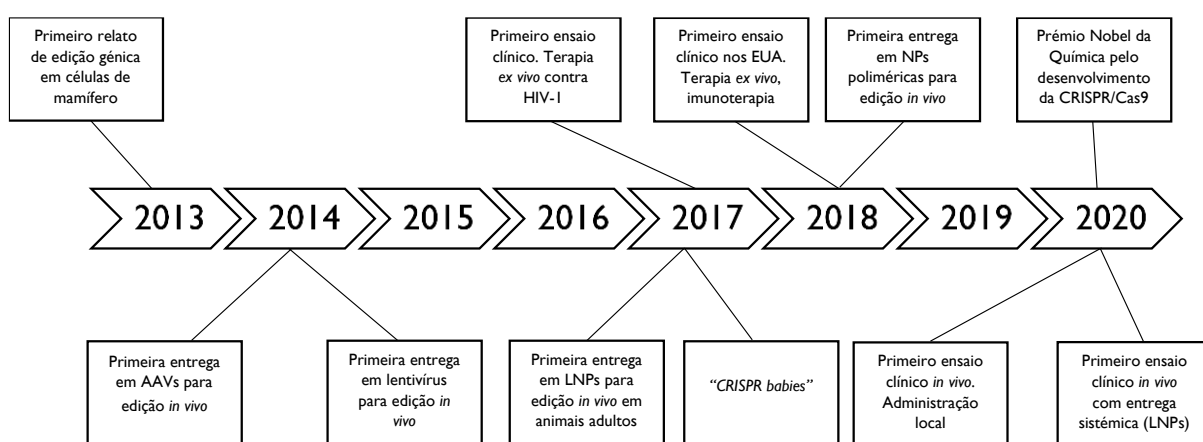 Primeiro relato
de edição génica
em células de
mamífero
Primeiro ensaio
clínico. Terapia
ex vivo contra
HIV-1
Primeiro ensaio
clínico nos EUA.
Terapia ex vivo,
imunoterapia
Primeira entrega
em NPs
poliméricas para
edição in vivo
Prémio Nobel da
Química pelo
desenvolvimento
da CRISPR/Cas9
2013
2014
2015
2016
2017
2018
2019
2020
Primeira entrega
em AAVs para
edição in vivo
Primeira entrega
em lentivírus
para edição in
vivo
Primeira entrega
em LNPs para
edição in vivo em
animais adultos
“CRISPR babies”
Primeiro ensaio
clínico in vivo.
Administração
local
Primeiro ensaio
clínico in vivo
com entrega
sistémica (LNPs)